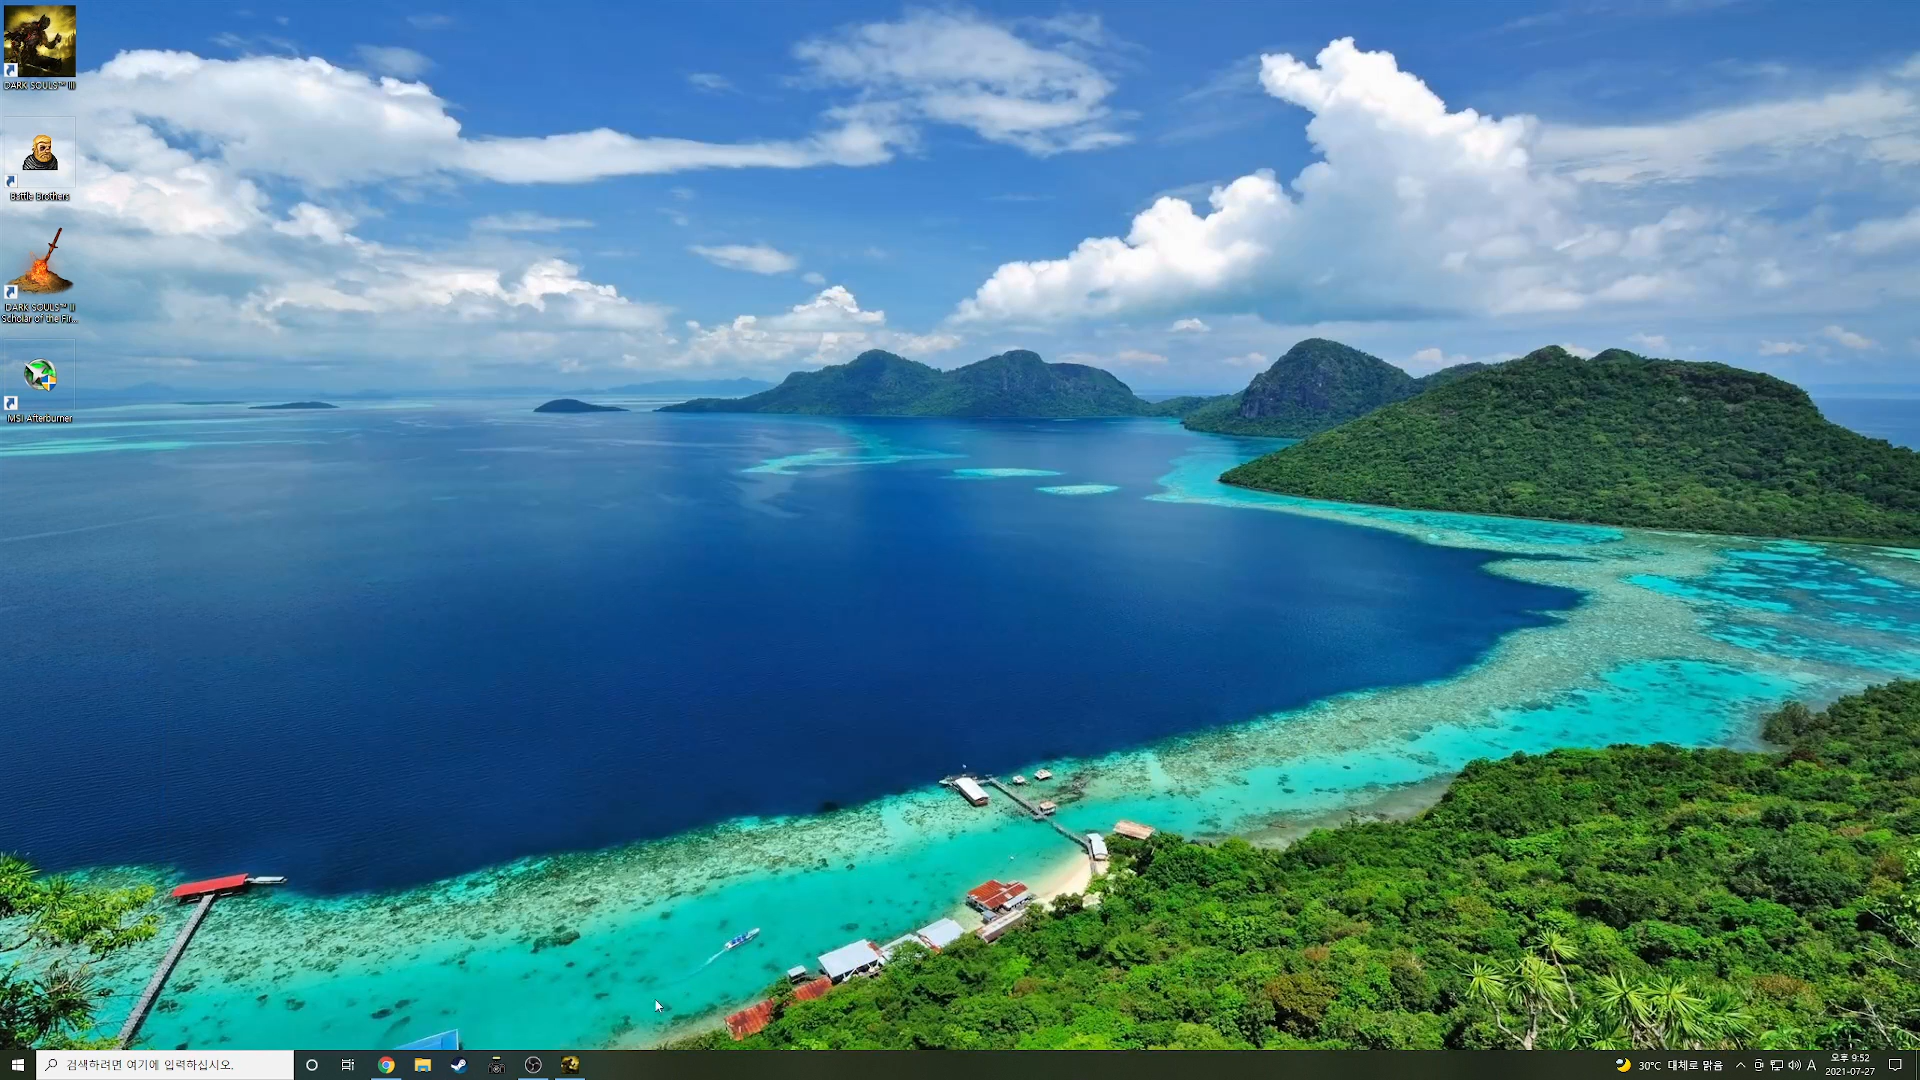 DARK SOULS™ III
Battle Brothers
DARK SOULS™ II
Scholar of the Fir...
MSI Afterburner
검색하려면 여기에 입력하십시오.
30°C 대체로 맑음
A
오후 9:52
2021-07-27